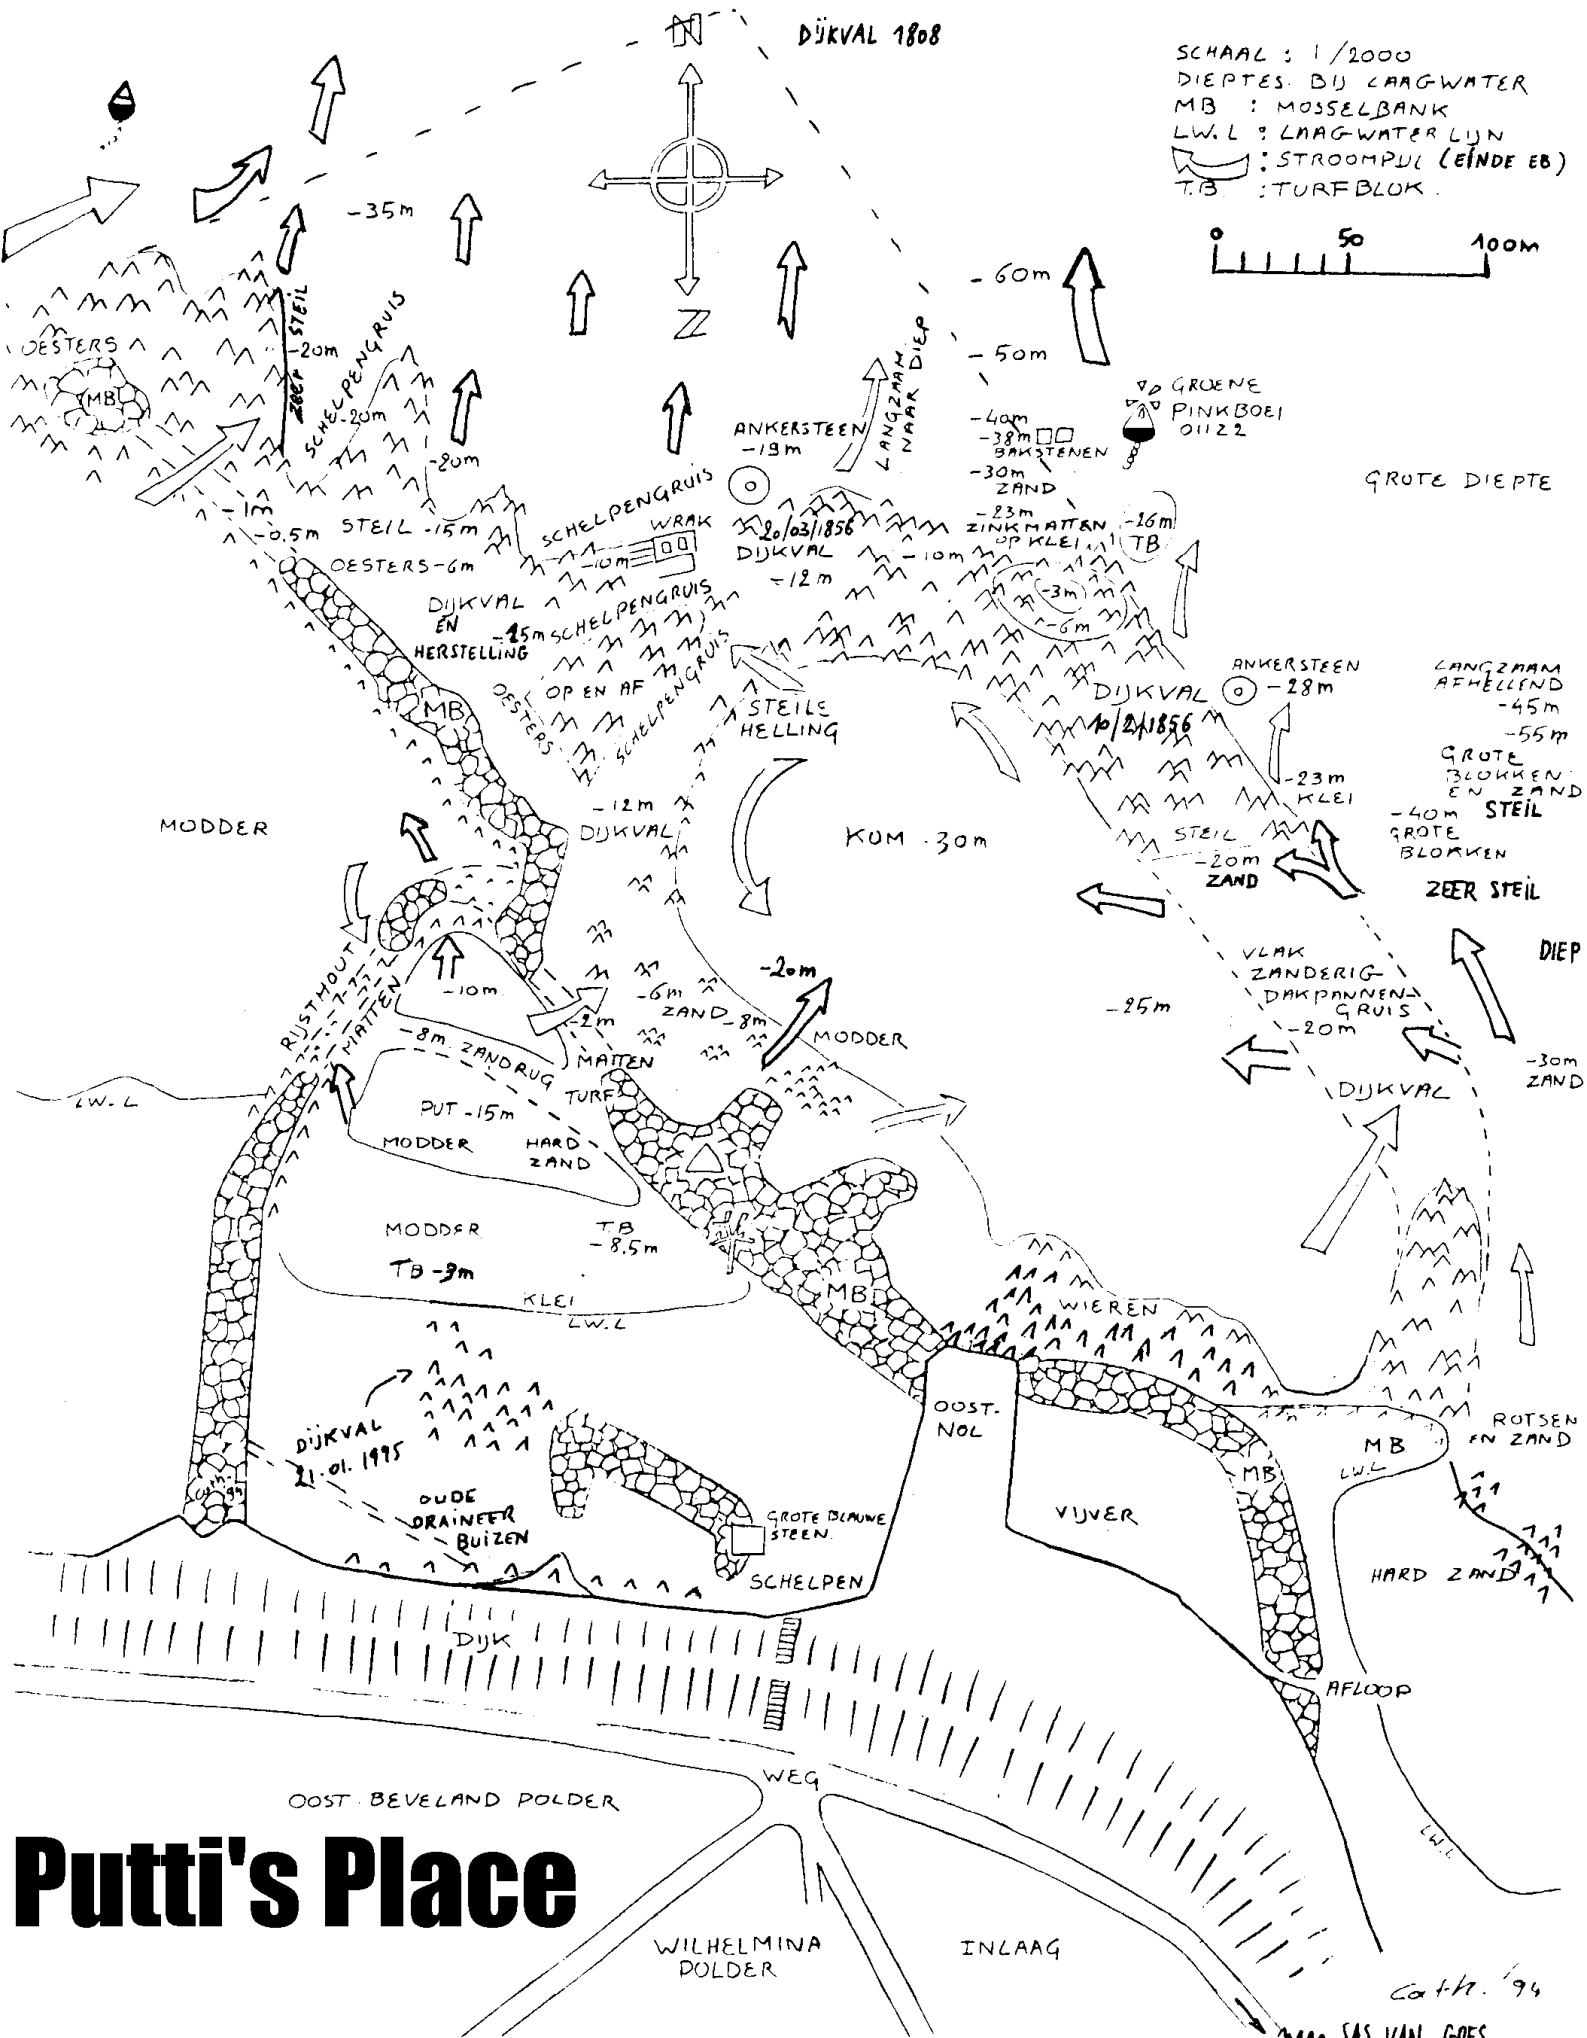 N
DIJKVAL 1808
SCHAAL : 1/2000
DIEPTES BIJ LAAGWATER
MB : MOSSELBANK
LW.L : LAAGWATER LIJN
: STROOMPIJL (EINDE EB)
T.B : TURFBLOK.
0 50 100M
-35m
Z
-60m
-50m
OESTERS
MB
ZEER STEIL
-20m
SCHELPENGRUIS
-20m
-20m
LANGZAAM
NAAR DIEP
ANKERSTEEN
-19m
GROENE
PINKBOEI
01122
-40m
-38m
BAKSTENEN
-30m
ZAND
-23m
ZINKMATTEN
OP KLEI
-26m
TB
GROTE DIEPTE
-1m
-0.5m
STEIL -15m
OESTERS -6m
SCHELPENGRUIS
WRAK
-10m
20/03/1856
DIJKVAL
-12m
-10m
-3m
-6m
DIJKVAL
EN
HERSTELLING
-15m SCHELPENGRUIS
OP EN AF
OESTERS
SCHELPENGRUIS
MB
STEILE
HELLING
DIJKVAL
10/2/1856
ANKERSTEEN
-28m
LANGZAAM
AFHELLEND
-45m
-55m
GROTE
BLOKKEN
EN ZAND
STEIL
-23m
KLEI
-40m
GROTE
BLOKKEN
ZEER STEIL
STEIL
-20m
ZAND
MODDER
-12m
DIJKVAL
KOM -30m
DIEP
VLAK
ZANDERIG
DAKPANNEN-
GRUIS
-20m
-25m
-30m
ZAND
DIJKVAL
RIJSTHOUT
MATTEN
-10m
-2m
-6m
ZAND -8m
-20m
MODDER
-8m ZANDRUG
MATTEN
TURF
LW.L
PUT -15m
MODDER
HARD
ZAND
MODDER
TB -3m
T.B
-8.5m
KLEI
LW.L
MB
WIEREN
OOST-
NOL
DIJKVAL
21.01.1995
OUDE
DRAINEER
BUIZEN
GROTE BLAUWE
STEEN.
SCHELPEN
VIJVER
MB
MB
LW.L
ROTSEN
EN ZAND
HARD ZAND
DIJK
AFLOOP
WEG
OOST BEVELAND POLDER
Putti's Place
WILHELMINA
POLDER
INLAAG
LW.L
Cath. '94
SAS VAN GOES